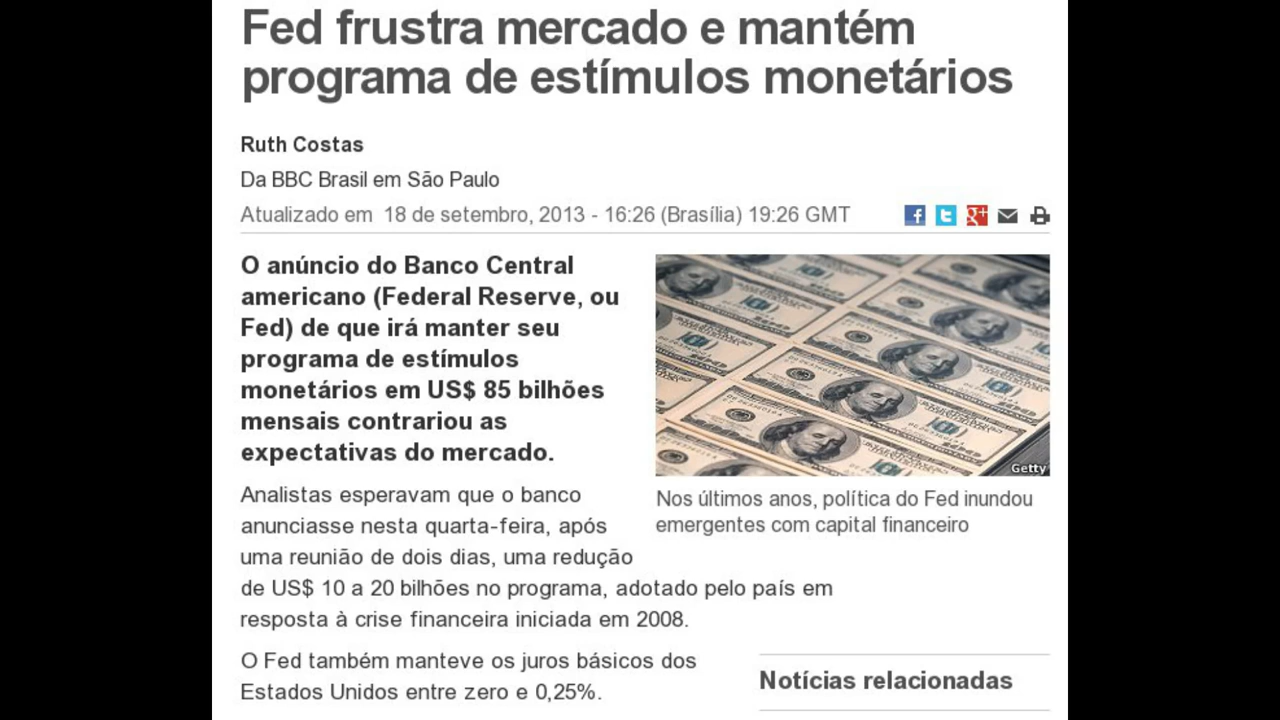 Fed frustra mercado e mantém
programa de estímulos monetários
Ruth Costas
Da BBC Brasil em São Paulo
Atualizado em 18 de setembro, 2013 - 16:26 (Brasília) 19:26 GMT
O anúncio do Banco Central
americano (Federal Reserve, ou
Fed) de que irá manter seu
programa de estímulos
monetários em US$ 85 bilhões
mensais contrariou as
expectativas do mercado.
Getty
Nos últimos anos, política do Fed inundou
emergentes com capital financeiro
Analistas esperavam que o banco
anunciasse nesta quarta-feira, após
uma reunião de dois dias, uma redução
de US$ 10 a 20 bilhões no programa, adotado pelo país em
resposta à crise financeira iniciada em 2008.
O Fed também manteve os juros básicos dos
Estados Unidos entre zero e 0,25%.
Notícias relacionadas